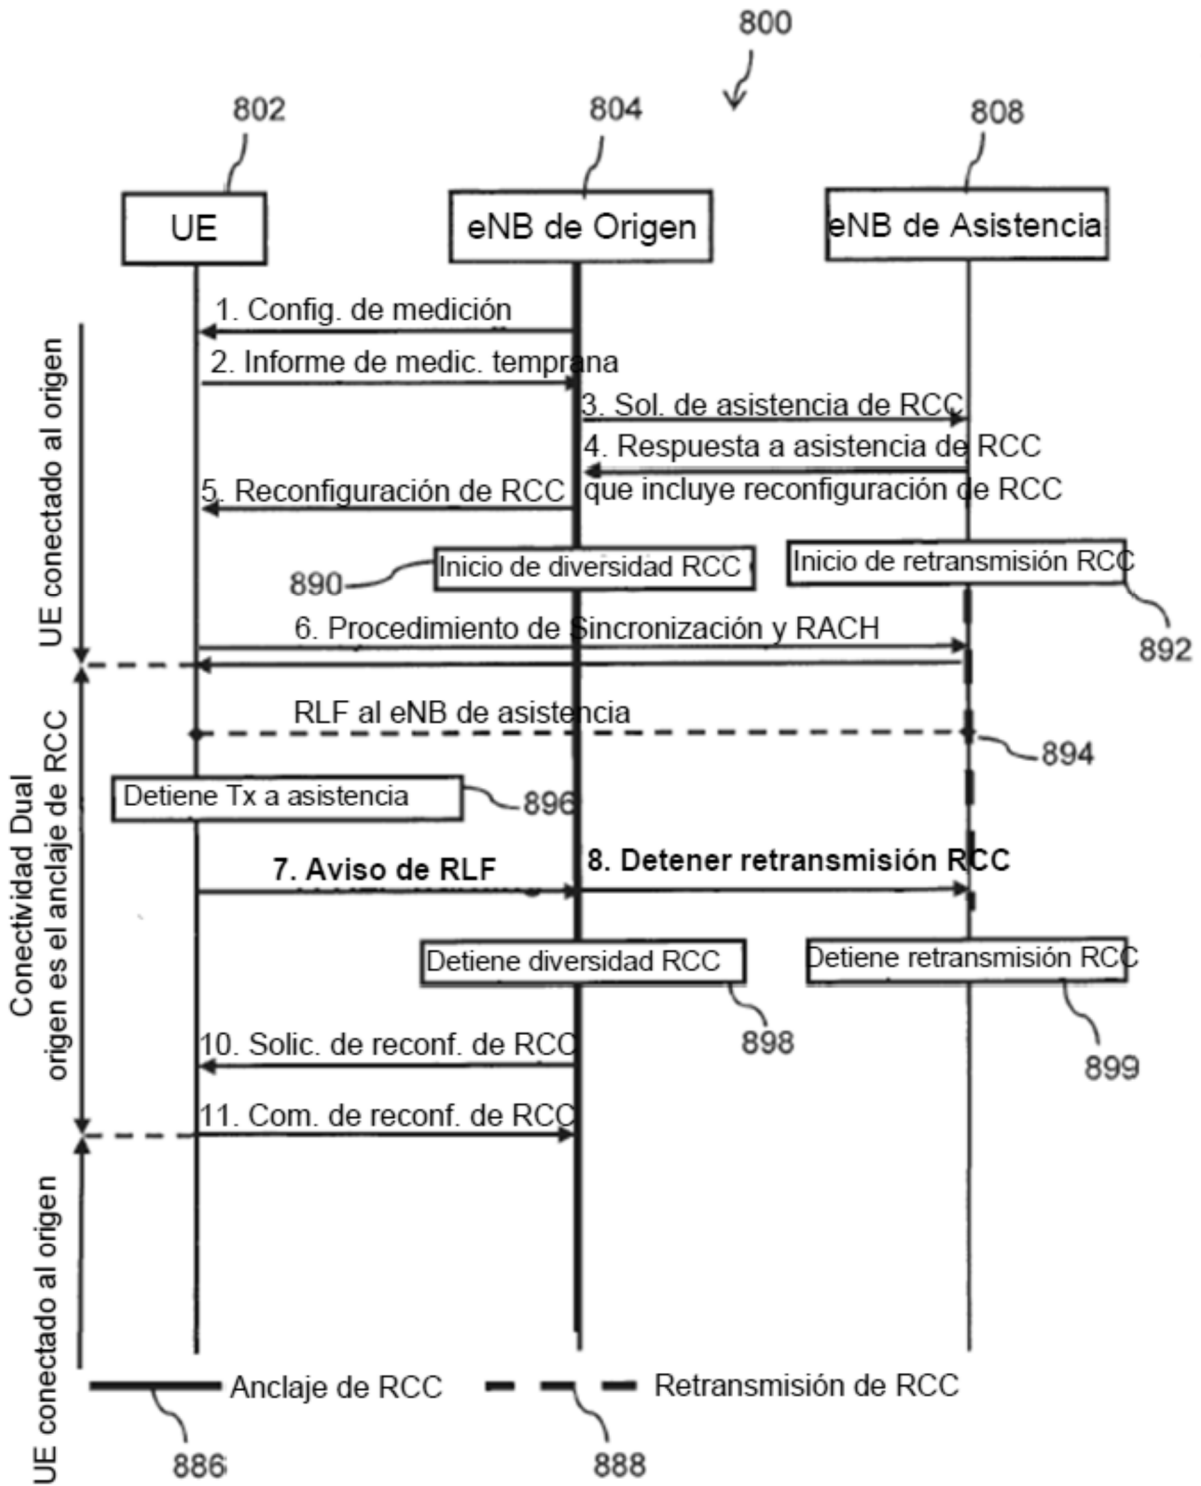 800
802
804
808
UE
eNB de Origen
eNB de Asistencia
1. Config. de medición
2. Informe de medic. temprana
3. Sol. de asistencia de RCC
4. Respuesta a asistencia de RCC
que incluye reconfiguración de RCC
5. Reconfiguración de RCC
UE conectado al origen
890
Inicio de diversidad RCC
Inicio de retransmisión RCC
892
6. Procedimiento de Sincronización y RACH
RLF al eNB de asistencia
894
Detiene Tx a asistencia
896
Conectividad Dual
origen es el anclaje de RCC
7. Aviso de RLF
8. Detener retransmisión RCC
Detiene diversidad RCC
Detiene retransmisión RCC
898
899
10. Solic. de reconf. de RCC
11. Com. de reconf. de RCC
UE conectado al origen
Anclaje de RCC
Retransmisión de RCC
886
888